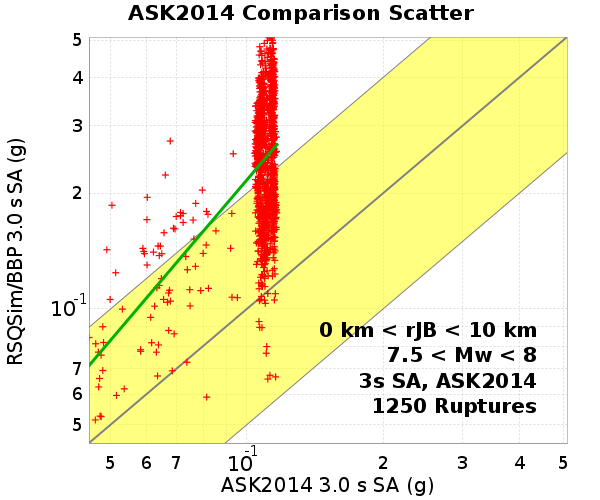 ASK2014 Comparison Scatter
RSQSim/BBP 3.0 s SA (g)
5
4
3
2
10-1
7
6
5
0 km < rJB < 10 km
7.5 < Mw < 8
3s SA, ASK2014
1250 Ruptures
5 6 7 10-1 2 3 4 5
ASK2014 3.0 s SA (g)